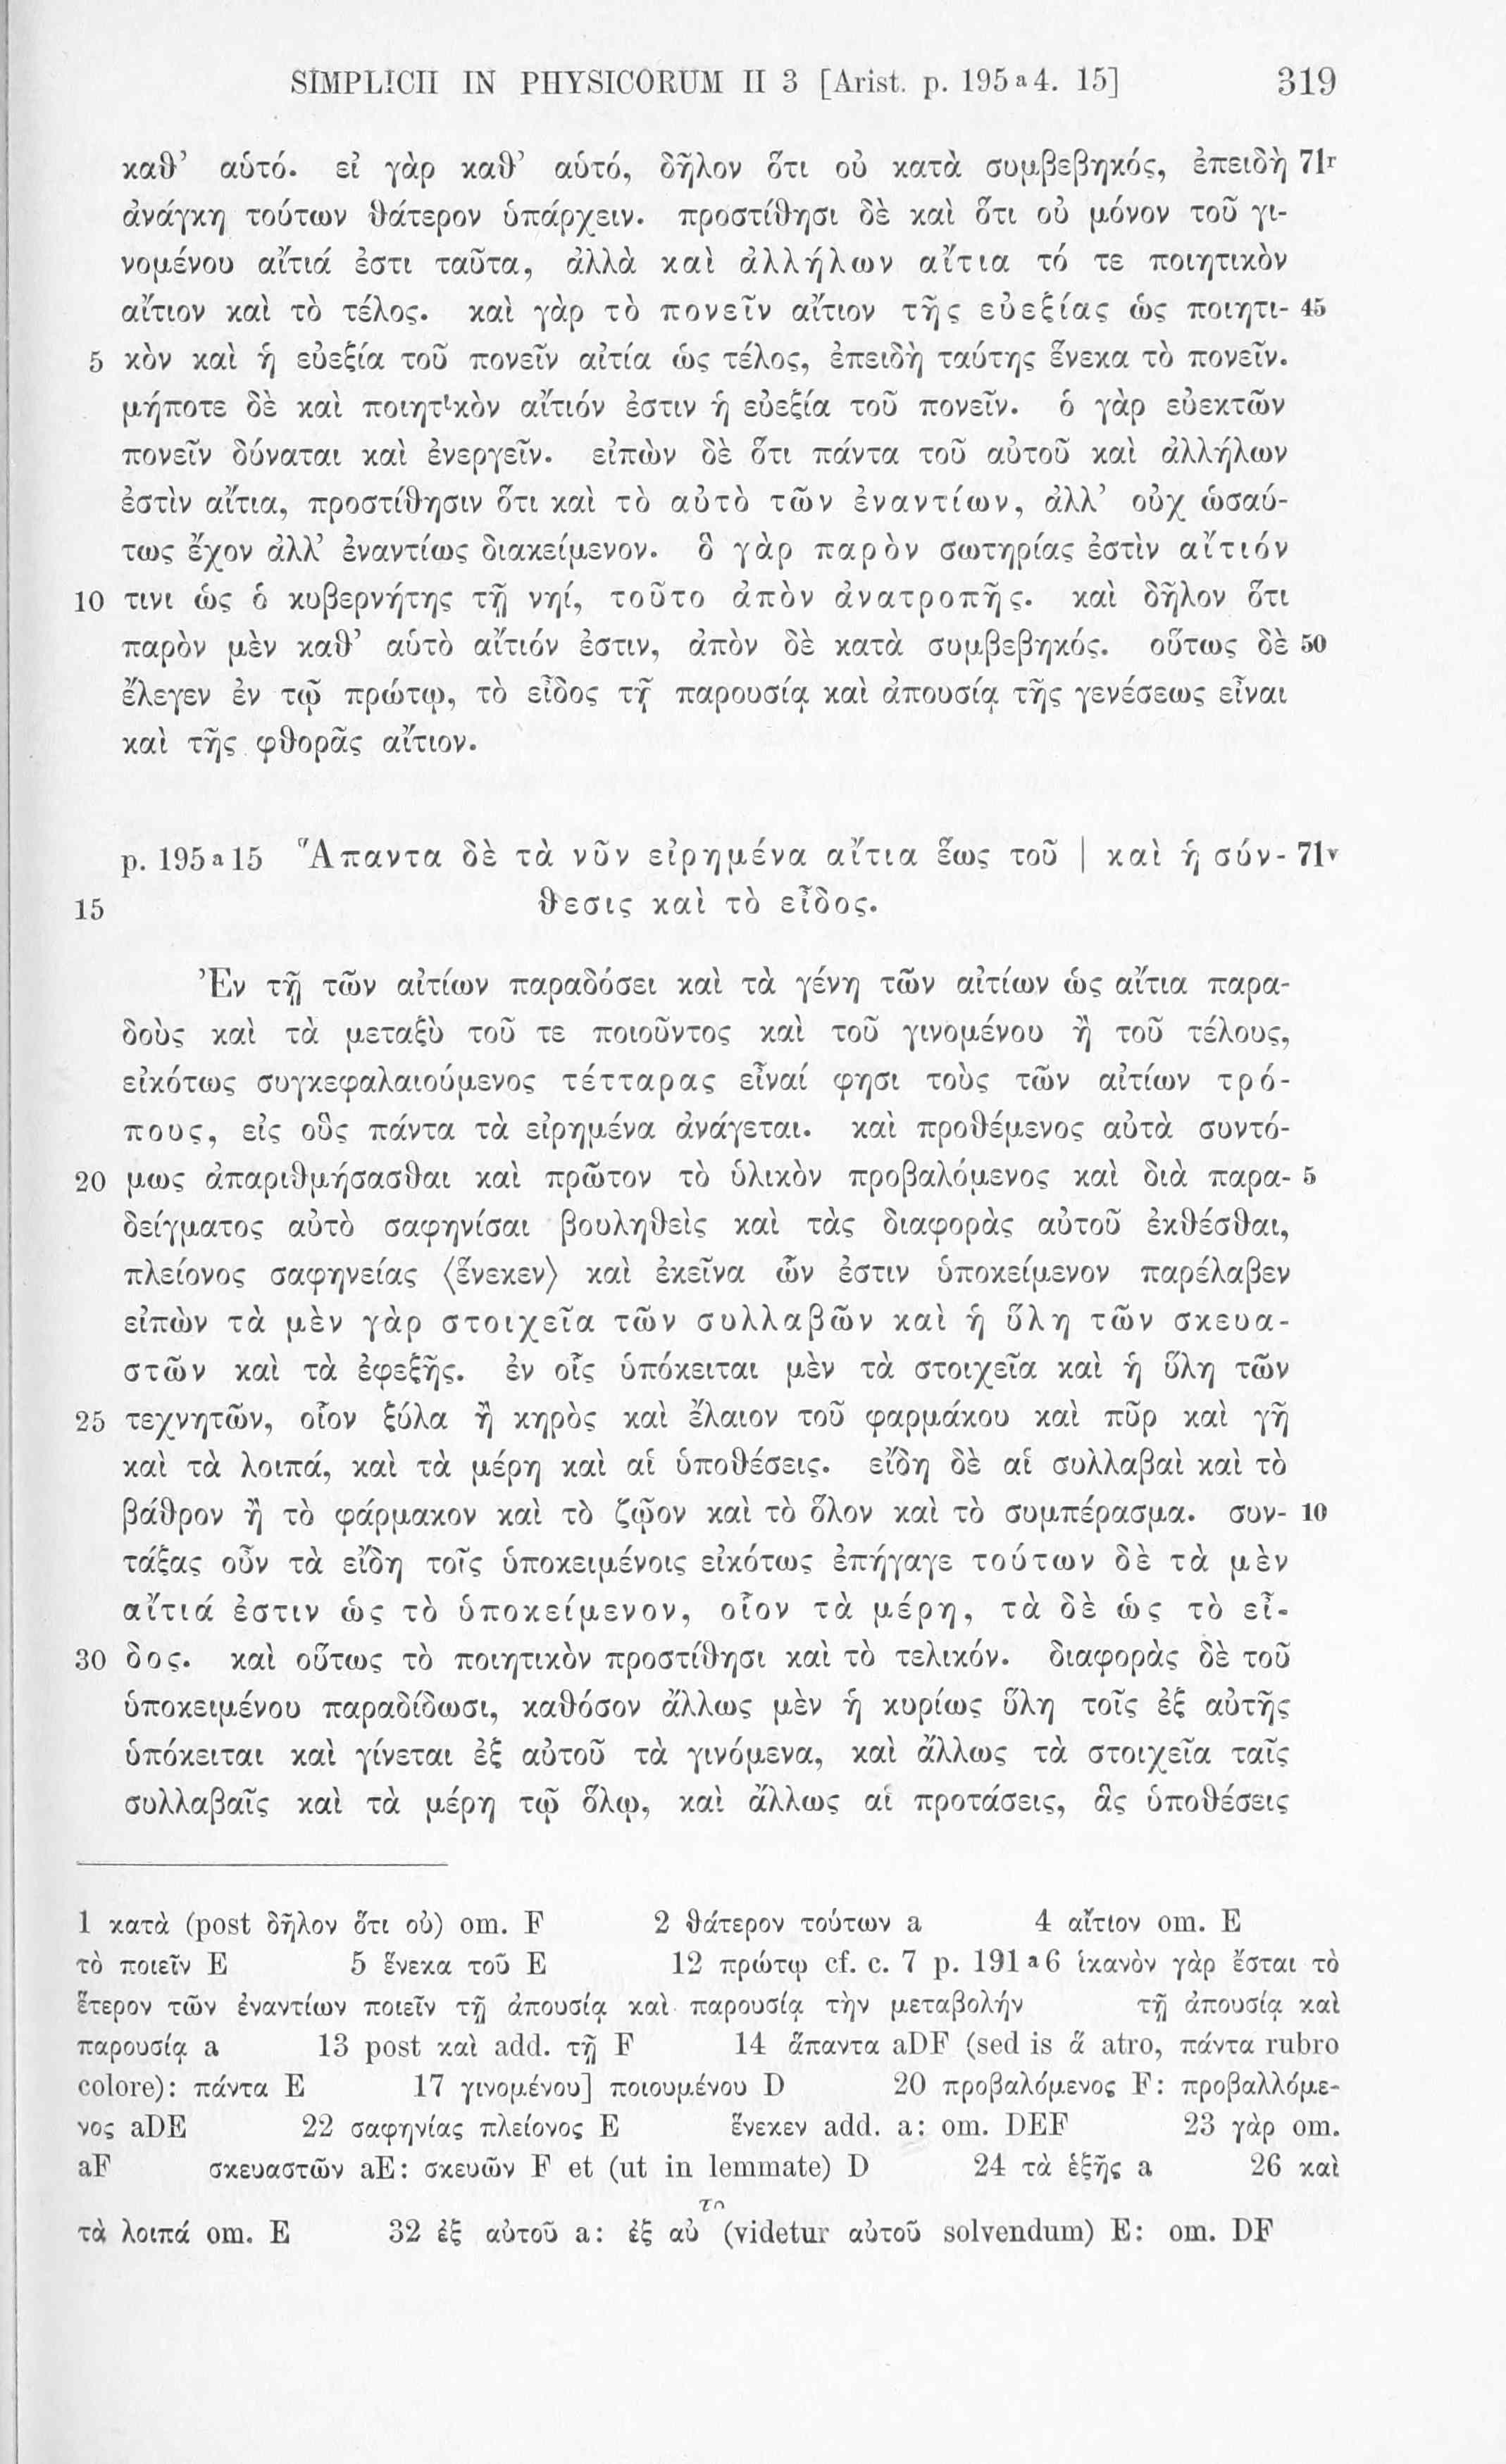 SIMPLICII IN PHYSICORUM II 3 [Arist. p. 195 a 4. 15] 319
καθ’ αὑτό. εἰ γὰρ καθ’ αὑτό, δῆλον ὅτι οὐ κατὰ συμβεβηκός, ἐπειδὴ 71r
ἀνάγκη τούτων θάτερον ὑπάρχειν. προστίθησι δὲ καὶ ὅτι οὐ μόνον τοῦ γι-
νομένου αἴτιά ἐστι ταῦτα, ἀλλὰ καὶ ἀλλήλων αἴτια τό τε ποιητικὸν
αἴτιον καὶ τὸ τέλος. καὶ γὰρ τὸ πονεῖν αἴτιον τῆς εὐεξίας ὡς ποιητι- 45
5 κὸν καὶ ἡ εὐεξία τοῦ πονεῖν αἰτία ὡς τέλος, ἐπειδὴ ταύτης ἕνεκα τὸ πονεῖν.
μήποτε δὲ καὶ ποιητικὸν αἴτιόν ἐστιν ἡ εὐεξία τοῦ πονεῖν. ὁ γὰρ εὐεκτῶν
πονεῖν δύναται καὶ ἐνεργεῖν. εἰπὼν δὲ ὅτι πάντα τοῦ αὐτοῦ καὶ ἀλλήλων
ἐστὶν αἴτια, προστίθησιν ὅτι καὶ τὸ αὐτὸ τῶν ἐναντίων, ἀλλ’ οὐχ ὡσαύ-
τως ἔχον ἀλλ’ ἐναντίως διακείμενον. ὃ γὰρ παρὸν σωτηρίας ἐστὶν αἴτιόν
10 τινι ὡς ὁ κυβερνήτης τῇ νηί, τοῦτο ἀπὸν ἀνατροπῆς. καὶ δῆλον ὅτι
παρὸν μὲν καθ’ αὑτὸ αἴτιόν ἐστιν, ἀπὸν δὲ κατὰ συμβεβηκός. οὕτως δὲ 50
ἔλεγεν ἐν τῷ πρώτῳ, τὸ εἶδος τῇ παρουσίᾳ καὶ ἀπουσίᾳ τῆς γενέσεως εἶναι
καὶ τῆς φθορᾶς αἴτιον.
p. 195 a 15 Ἅπαντα δὲ τὰ νῦν εἰρημένα αἴτια ἕως τοῦ | καὶ ἡ σύν- 71v
15 θεσις καὶ τὸ εἶδος.
Ἐν τῇ τῶν αἰτίων παραδόσει καὶ τὰ γένη τῶν αἰτίων ὡς αἴτια παρα-
δοὺς καὶ τὰ μεταξὺ τοῦ τε ποιοῦντος καὶ τοῦ γινομένου ἢ τοῦ τέλους,
εἰκότως συγκεφαλαιούμενος τέτταρας εἶναί φησι τοὺς τῶν αἰτίων τρό-
πους, εἰς οὓς πάντα τὰ εἰρημένα ἀνάγεται. καὶ προθέμενος αὐτὰ συντό-
20 μως ἀπαριθμήσασθαι καὶ πρῶτον τὸ ὑλικὸν προβαλόμενος καὶ διὰ παρα- 5
δείγματος αὐτὸ σαφηνίσαι βουληθεὶς καὶ τὰς διαφορὰς αὐτοῦ ἐκθέσθαι,
πλείονος σαφηνείας ⟨ἕνεκεν⟩ καὶ ἐκεῖνα ὧν ἐστιν ὑποκείμενον παρέλαβεν
εἰπὼν τὰ μὲν γὰρ στοιχεῖα τῶν συλλαβῶν καὶ ἡ ὕλη τῶν σκευα-
στῶν καὶ τὰ ἐφεξῆς. ἐν οἷς ὑπόκειται μὲν τὰ στοιχεῖα καὶ ἡ ὕλη τῶν
25 τεχνητῶν, οἷον ξύλα ἢ κηρὸς καὶ ἔλαιον τοῦ φαρμάκου καὶ πῦρ καὶ γῆ
καὶ τὰ λοιπά, καὶ τὰ μέρη καὶ αἱ ὑποθέσεις. εἴδη δὲ αἱ συλλαβαὶ καὶ τὸ
βάθρον ἢ τὸ φάρμακον καὶ τὸ ζῷον καὶ τὸ ὅλον καὶ τὸ συμπέρασμα. συν- 10
τάξας οὖν τὰ εἴδη τοῖς ὑποκειμένοις εἰκότως ἐπήγαγε τούτων δὲ τὰ μὲν
αἴτιά ἐστιν ὡς τὸ ὑποκείμενον, οἷον τὰ μέρη, τὰ δὲ ὡς τὸ εἶ-
30 δος. καὶ οὕτως τὸ ποιητικὸν προστίθησι καὶ τὸ τελικόν. διαφορὰς δὲ τοῦ
ὑποκειμένου παραδίδωσι, καθόσον ἄλλως μὲν ἡ κυρίως ὕλη τοῖς ἐξ αὐτῆς
ὑπόκειται καὶ γίνεται ἐξ αὐτοῦ τὰ γινόμενα, καὶ ἄλλως τὰ στοιχεῖα ταῖς
συλλαβαῖς καὶ τὰ μέρη τῷ ὅλῳ, καὶ ἄλλως αἱ προτάσεις, ἃς ὑποθέσεις
1 κατὰ (post δῆλον ὅτι οὐ) om. F 2 θάτερον τούτων a 4 αἴτιον om. E
τὸ ποιεῖν E 5 ἕνεκα τοῦ E 12 πρώτῳ cf. c. 7 p. 191 a 6 ἱκανὸν γὰρ ἔσται τὸ
ἕτερον τῶν ἐναντίων ποιεῖν τῇ ἀπουσίᾳ καὶ παρουσίᾳ τὴν μεταβολήν τῇ ἀπουσίᾳ καὶ
παρουσίᾳ a 13 post καὶ add. τῇ F 14 ἅπαντα aDF (sed is ἅ atro, πάντα rubro
colore): πάντα E 17 γινομένου] ποιουμένου D 20 προβαλόμενος F: προβαλλόμε-
νος aDE 22 σαφηνίας πλείονος E ἕνεκεν add. a: om. DEF 23 γὰρ om.
aF σκευαστῶν aE: σκευῶν F et (ut in lemmate) D 24 τὰ ἑξῆς a 26 καὶ
τὰ λοιπά om. E 32 ἐξ αὐτοῦ a: ἐξ αὐτο (videtur αὐτοῦ solvendum) E: om. DF